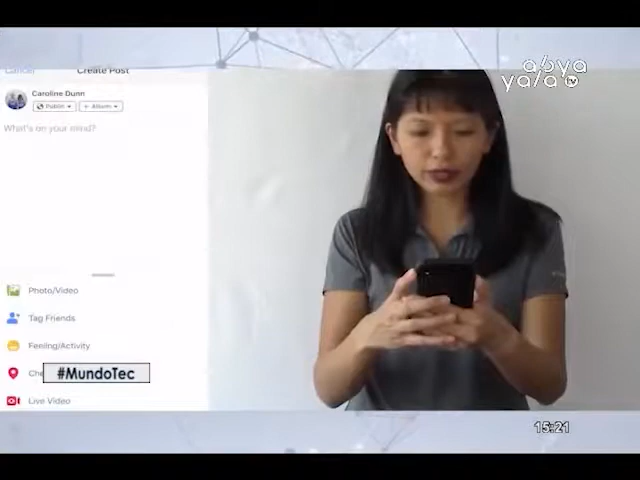 abya
yala tv
Cancel
Create Post
Caroline Dunn
Public
+ Album
What's on your mind?
Photo/Video
Tag Friends
Feeling/Activity
Che
#MundoTec
Live Video
15:21